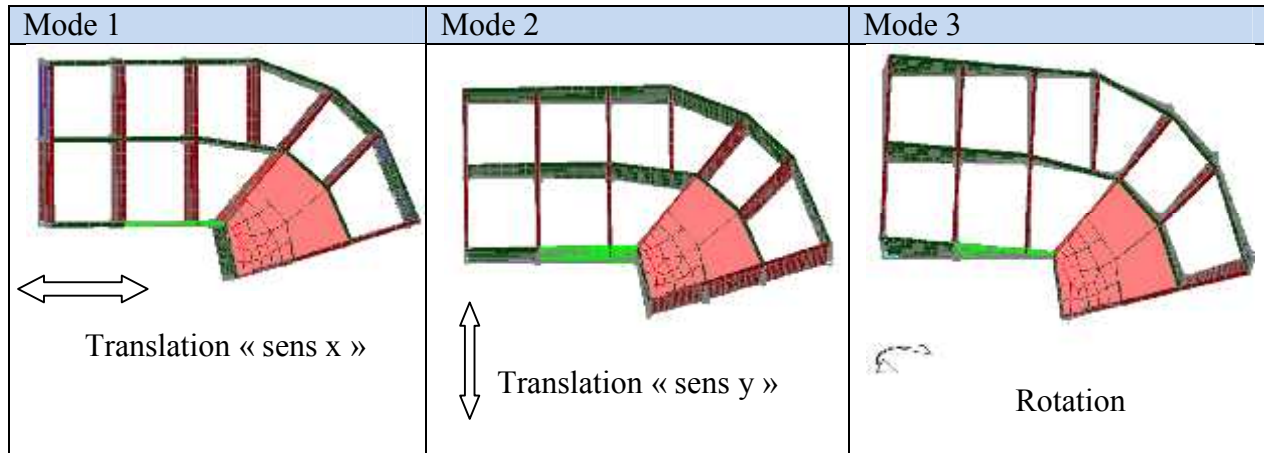 Mode 1
Mode 2
Mode 3
Translation « sens x »
Translation « sens y »
Rotation